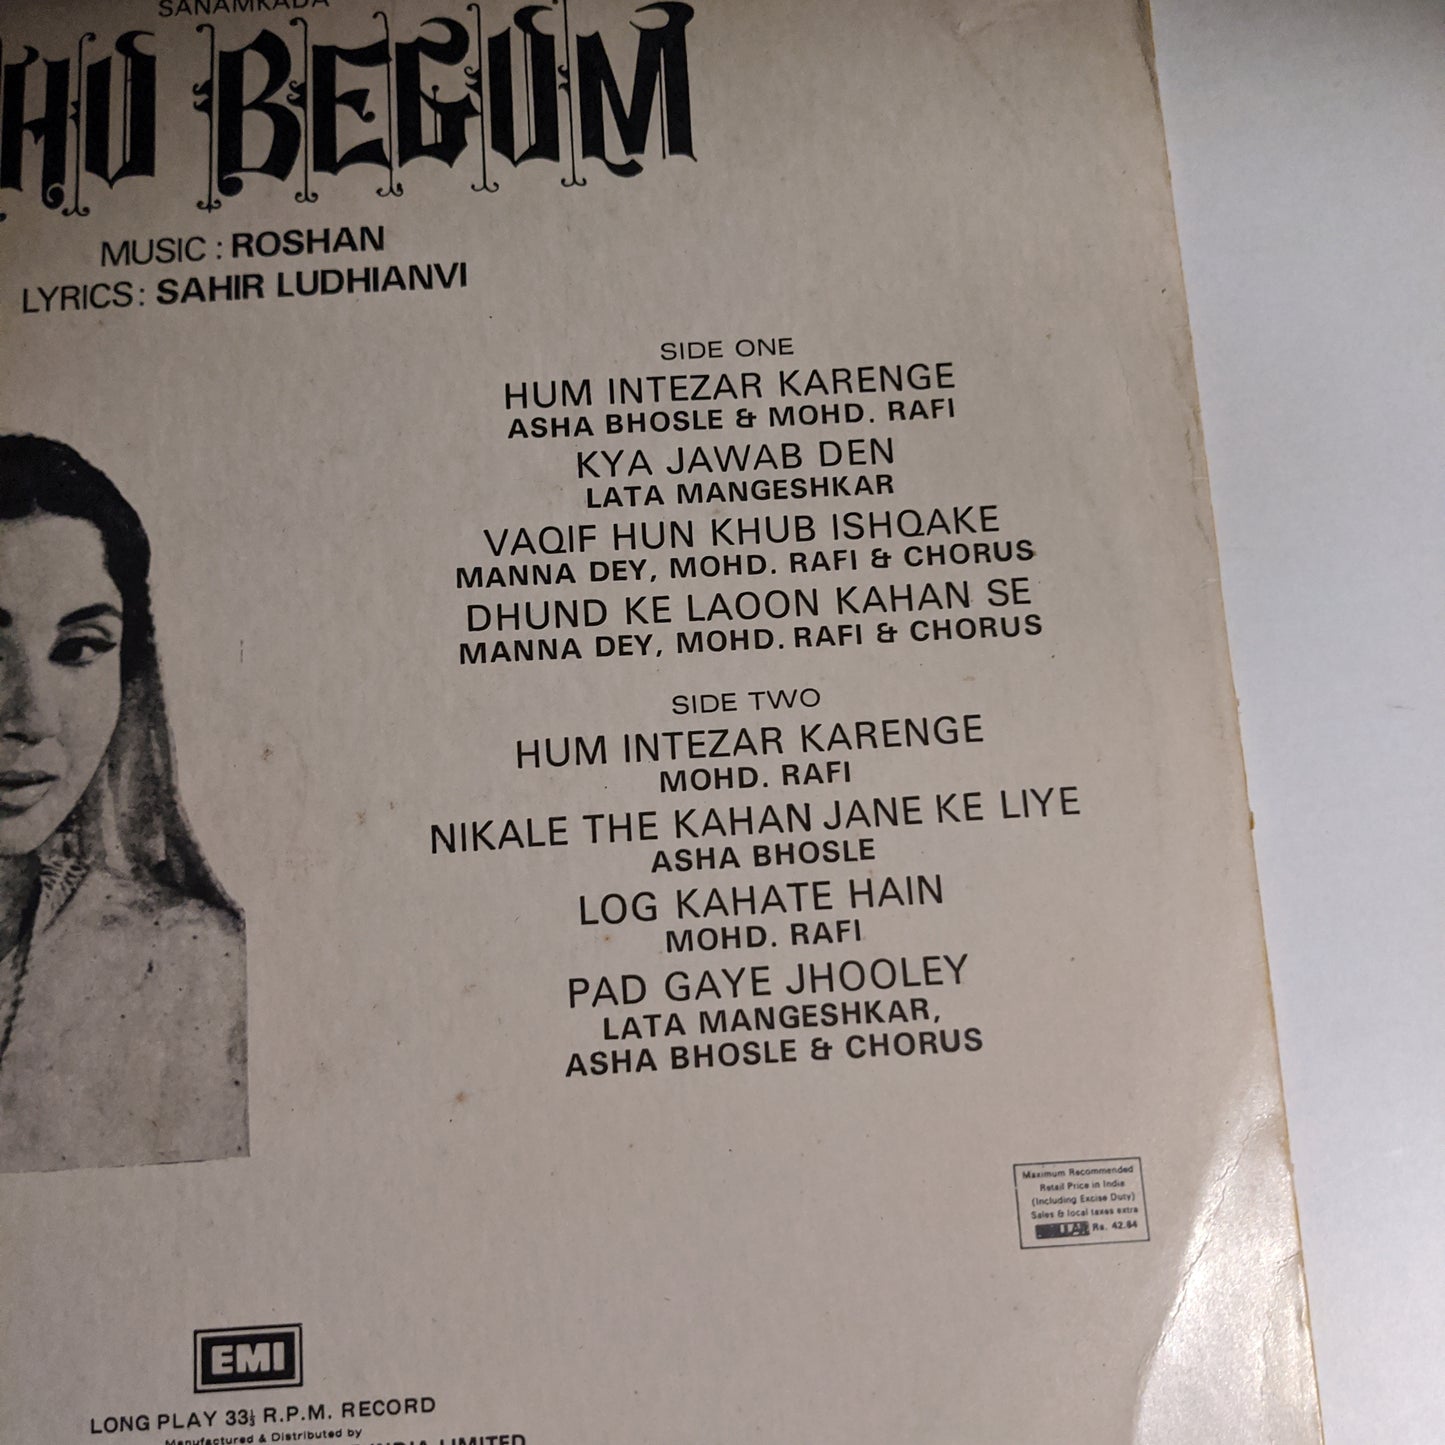 SANAMKADA
HU BEGUM
MUSIC : ROSHAN
LYRICS : SAHIR LUDHIANVI
SIDE ONE
HUM INTEZAR KARENGE
ASHA BHOSLE & MOHD. RAFI
KYA JAWAB DEN
LATA MANGESHKAR
VAQIF HUN KHUB ISHQAKE
MANNA DEY, MOHD. RAFI & CHORUS
DHUND KE LAOON KAHAN SE
MANNA DEY, MOHD. RAFI & CHORUS
SIDE TWO
HUM INTEZAR KARENGE
MOHD. RAFI
NIKALE THE KAHAN JANE KE LIYE
ASHA BHOSLE
LOG KAHATE HAIN
MOHD. RAFI
PAD GAYE JHOOLEY
LATA MANGESHKAR,
ASHA BHOSLE & CHORUS
Maximum Recommended
Retail Price in India
(Including Excise Duty)
Sales & local taxes extra
Rs. 42.84
EMI
LONG PLAY 33⅓ R.P.M. RECORD
Manufactured & Distributed by
INDIA LIMITED